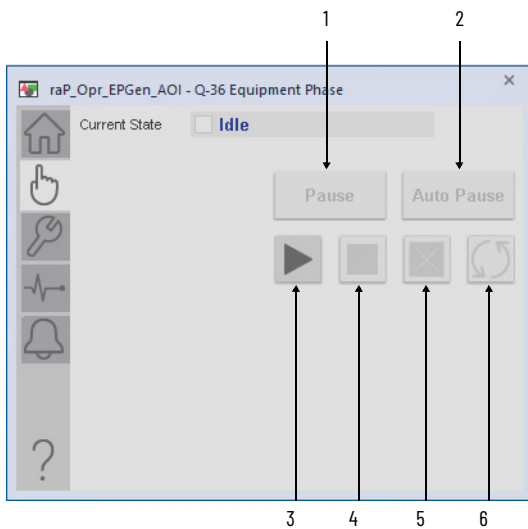 1 2
raP_Opr_EPGen_AOI - Q-36 Equipment Phase ×
Current State Idle
Pause Auto Pause
?
3 4 5 6